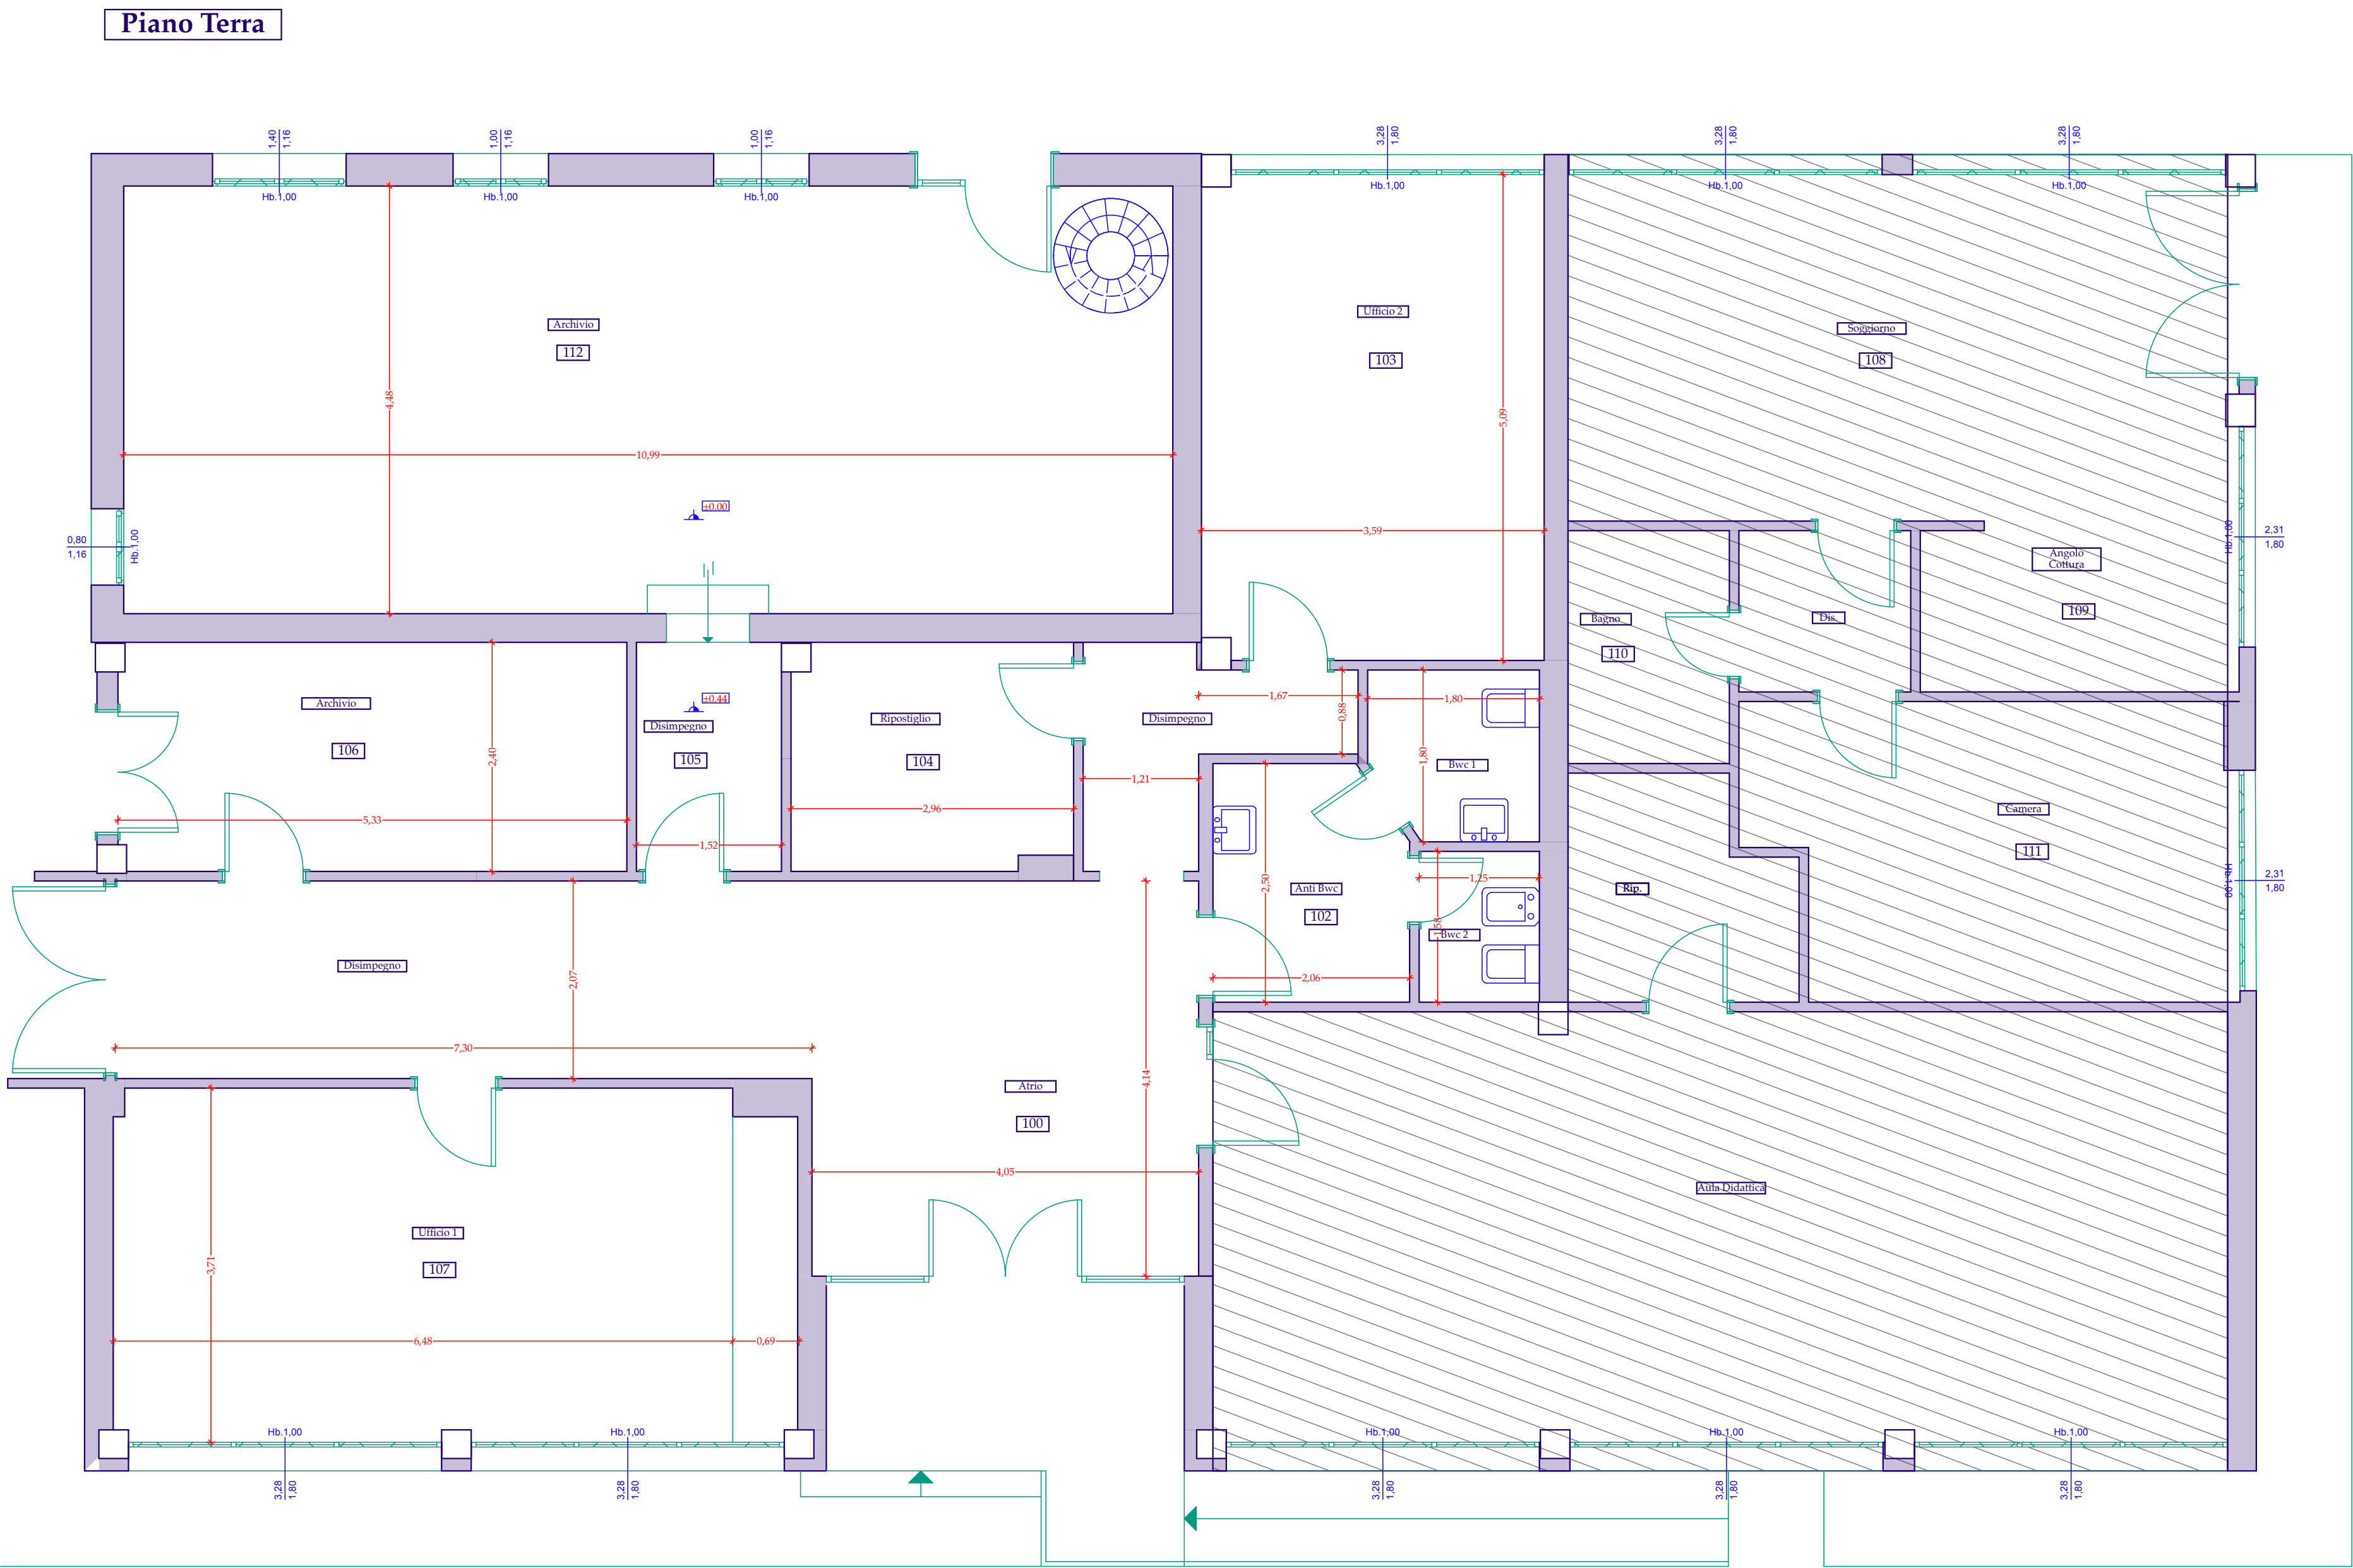 Piano Terra
1,40
1,16
1,00
1,16
1,00
1,16
3,28
1,80
3,28
1,80
3,28
1,80
Hb.1,00
Hb.1,00
Hb.1,00
Hb.1,00
Hb.1,00
Hb.1,00
Archivio
112
4,48
10,99
±0,00
0,80
1,16
Hb.1,00
Ufficio 2
103
5,09
3,59
Soggiorno
108
Angolo
Cottura
109
Hb.1,00
2,31
1,80
Bagno
110
Dis.
Archivio
106
2,40
5,33
±0,44
Disimpegno
105
1,52
Ripostiglio
104
2,96
Disimpegno
1,67
0,88
1,21
1,80
1,80
Bwc 1
Camera
111
Hb.1,00
2,31
1,80
Rip.
Anti Bwc
102
2,50
2,06
1,25
1,58
Bwc 2
Disimpegno
2,07
7,30
Atrio
100
4,14
4,05
Aula Didattica
Ufficio 1
107
3,71
6,48
0,69
Hb.1,00
Hb.1,00
Hb.1,00
Hb.1,00
Hb.1,00
3,28
1,80
3,28
1,80
3,28
1,80
3,28
1,80
3,28
1,80